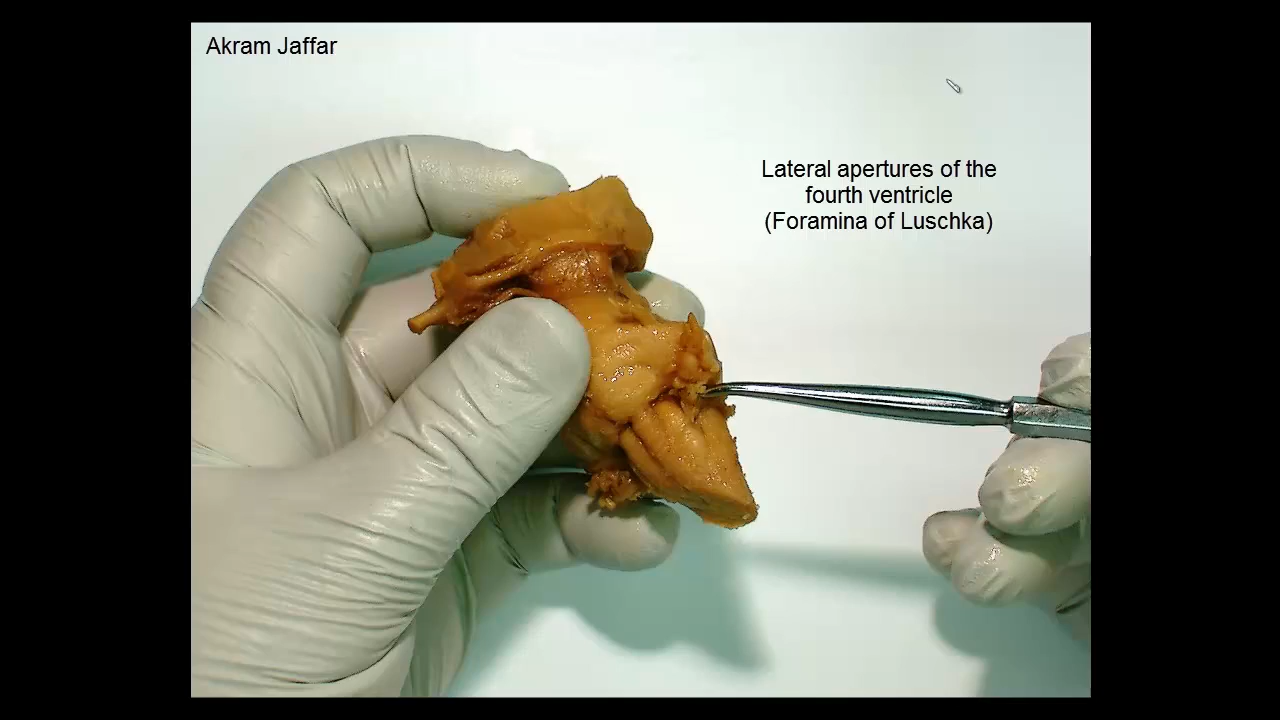 Akram Jaffar
Lateral apertures of the
fourth ventricle
(Foramina of Luschka)